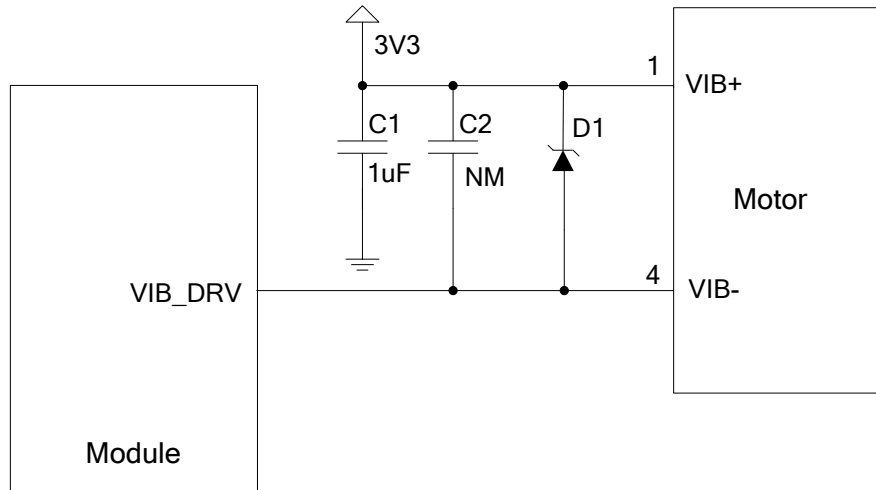 3V3
1
VIB+
C1
C2
D1
1uF
NM
Motor
4
VIB_DRV
VIB-
Module